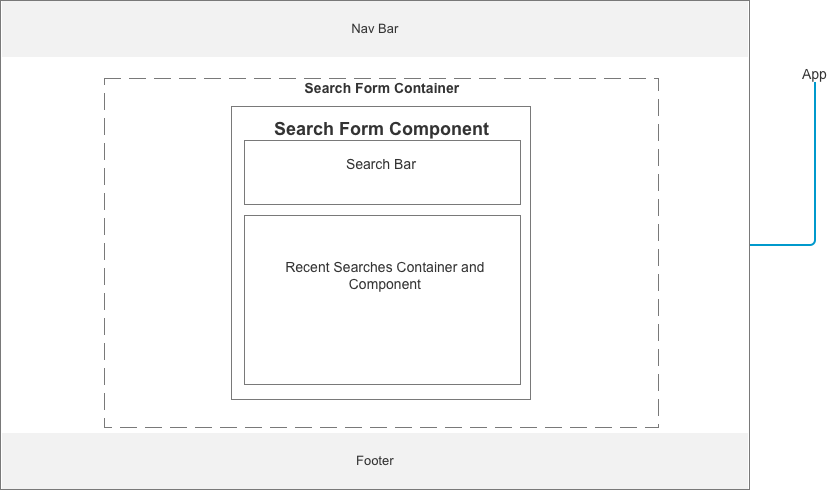 Nav Bar
App
Search Form Container
Search Form Component
Search Bar
Recent Searches Container and
Component
Footer